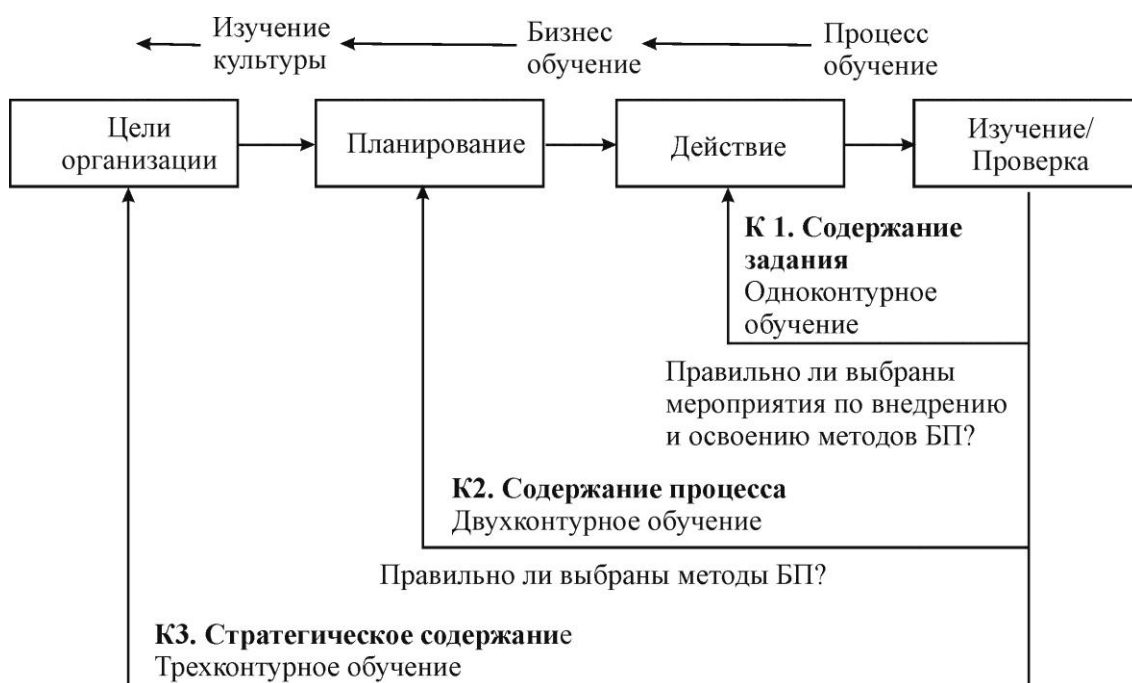 Изучение
культуры
Бизнес
обучение
Процесс
обучение
Цели
организации
Планирование
Действие
Изучение/
Проверка
К 1. Содержание
задания
Одноконтурное
обучение
Правильно ли выбраны
мероприятия по внедрению
и освоению методов БП?
К2. Содержание процесса
Двухконтурное обучение
Правильно ли выбраны методы БП?
К3. Стратегическое содержание
Трехконтурное обучение